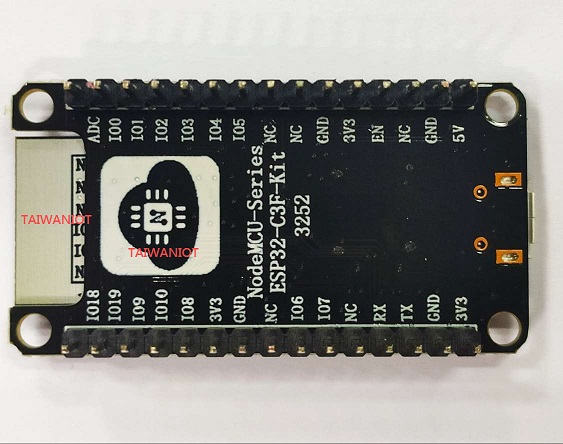 ADC IO0 IO1 IO2 IO3 IO4 IO5 NC NC GND 3V3 EN NC GND 5V
TAIWANIOT
TAIWANIOT
NodeMCU-Series
ESP32-C3F-Kit
3252
IO18 IO19 IO9 IO10 IO8 3V3 GND NC IO6 IO7 NC RX TX GND 3V3